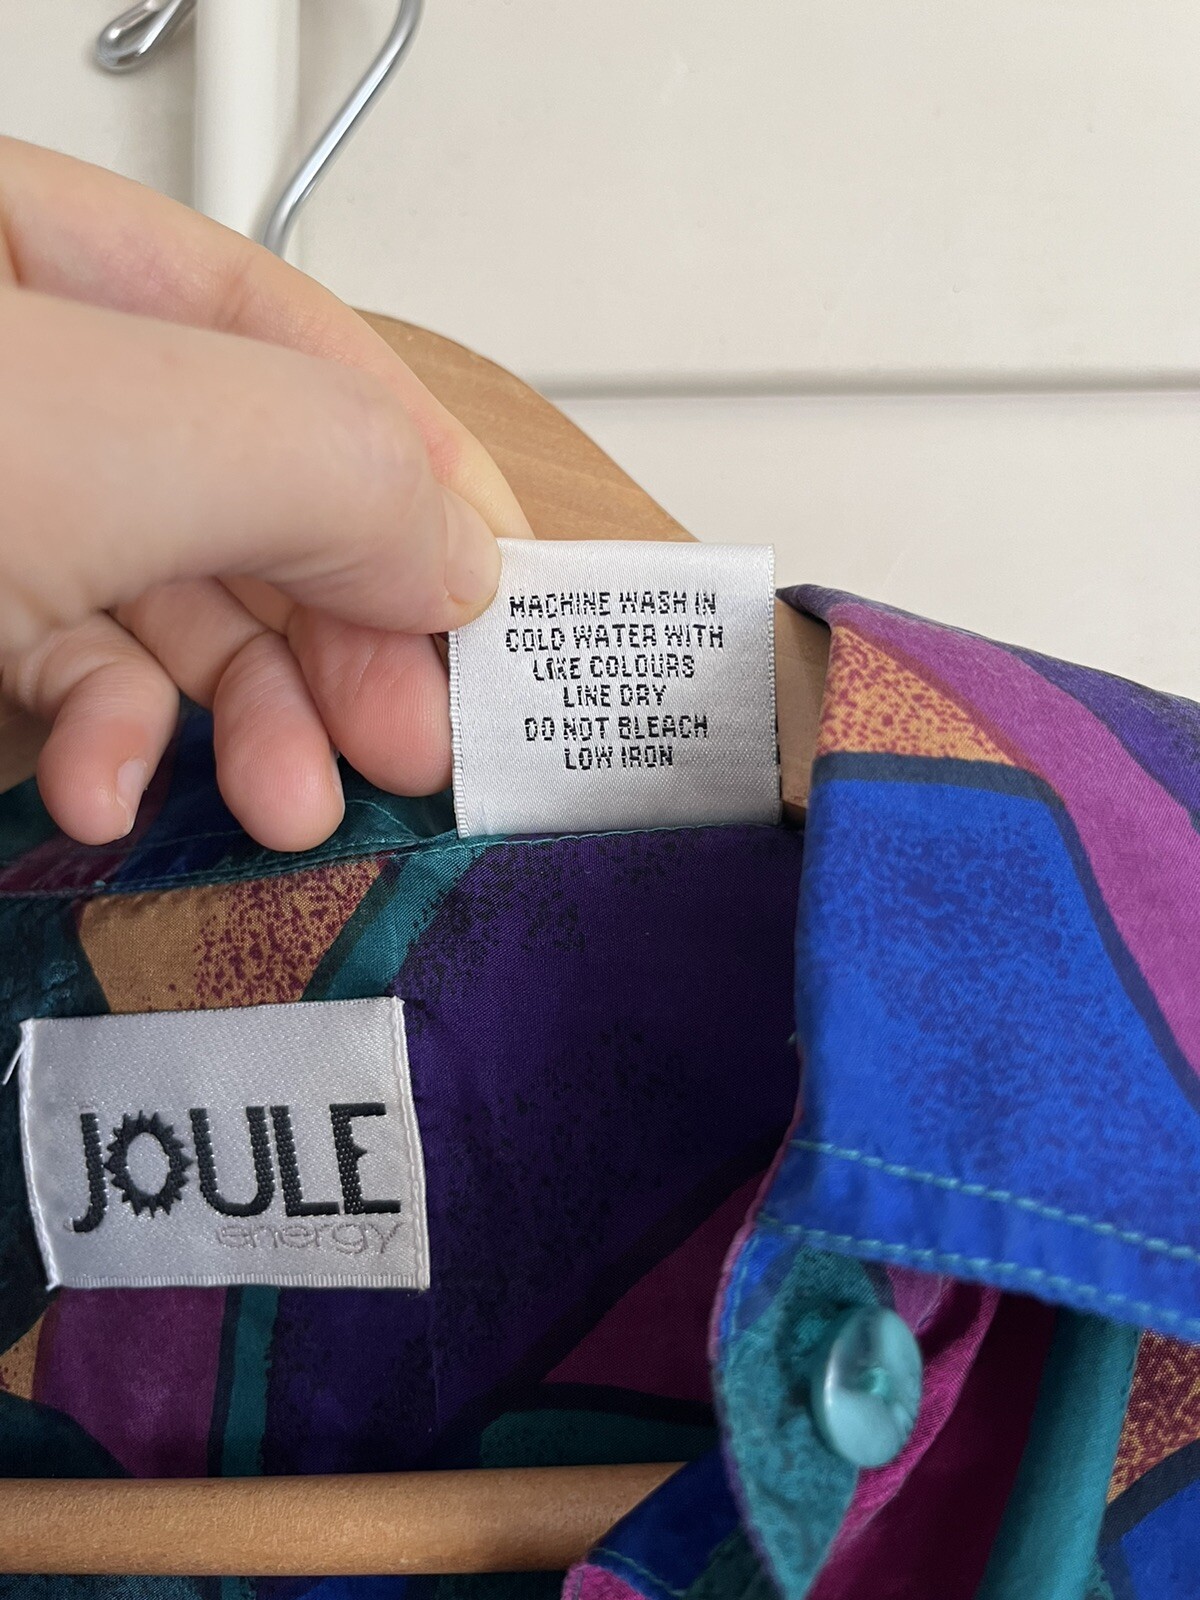 MACHINE WASH IN
COLD WATER WITH
LIKE COLOURS
LINE DRY
DO NOT BLEACH
LOW IRON
JOULE
energy